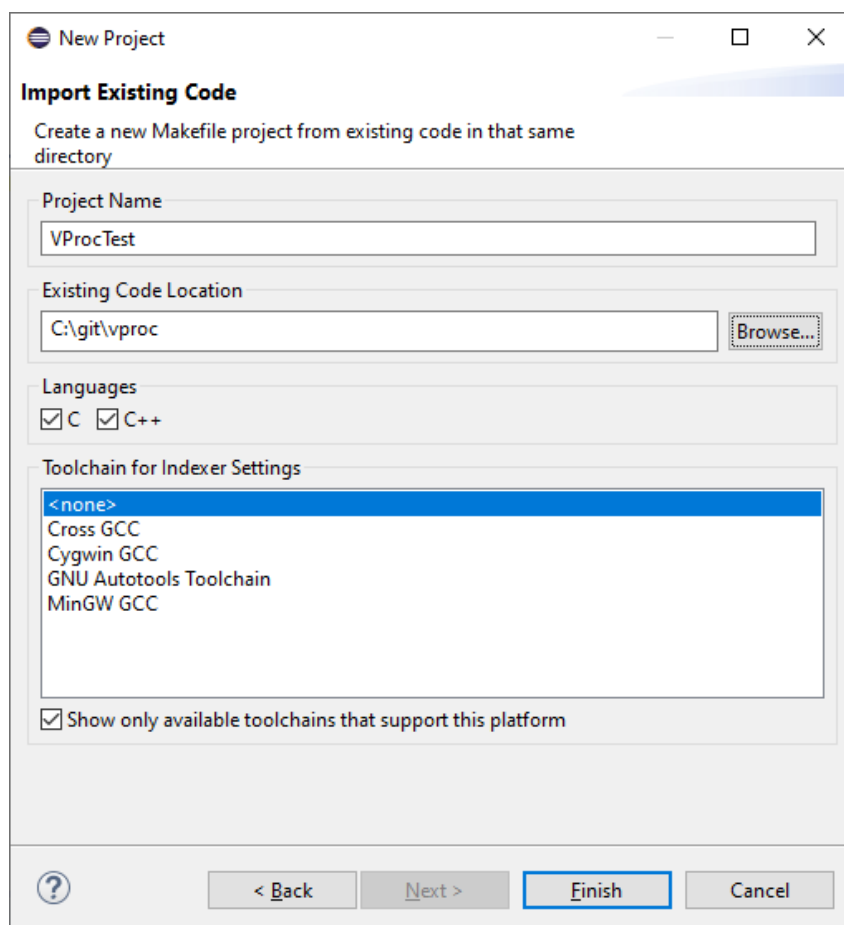 New Project
Import Existing Code
Create a new Makefile project from existing code in that same
directory
Project Name
VProcTest
Existing Code Location
C:\git\vproc
Browse...
Languages
C C++
Toolchain for Indexer Settings
<none>
Cross GCC
Cygwin GCC
GNU Autotools Toolchain
MinGW GCC
Show only available toolchains that support this platform
? < Back Next > Finish Cancel